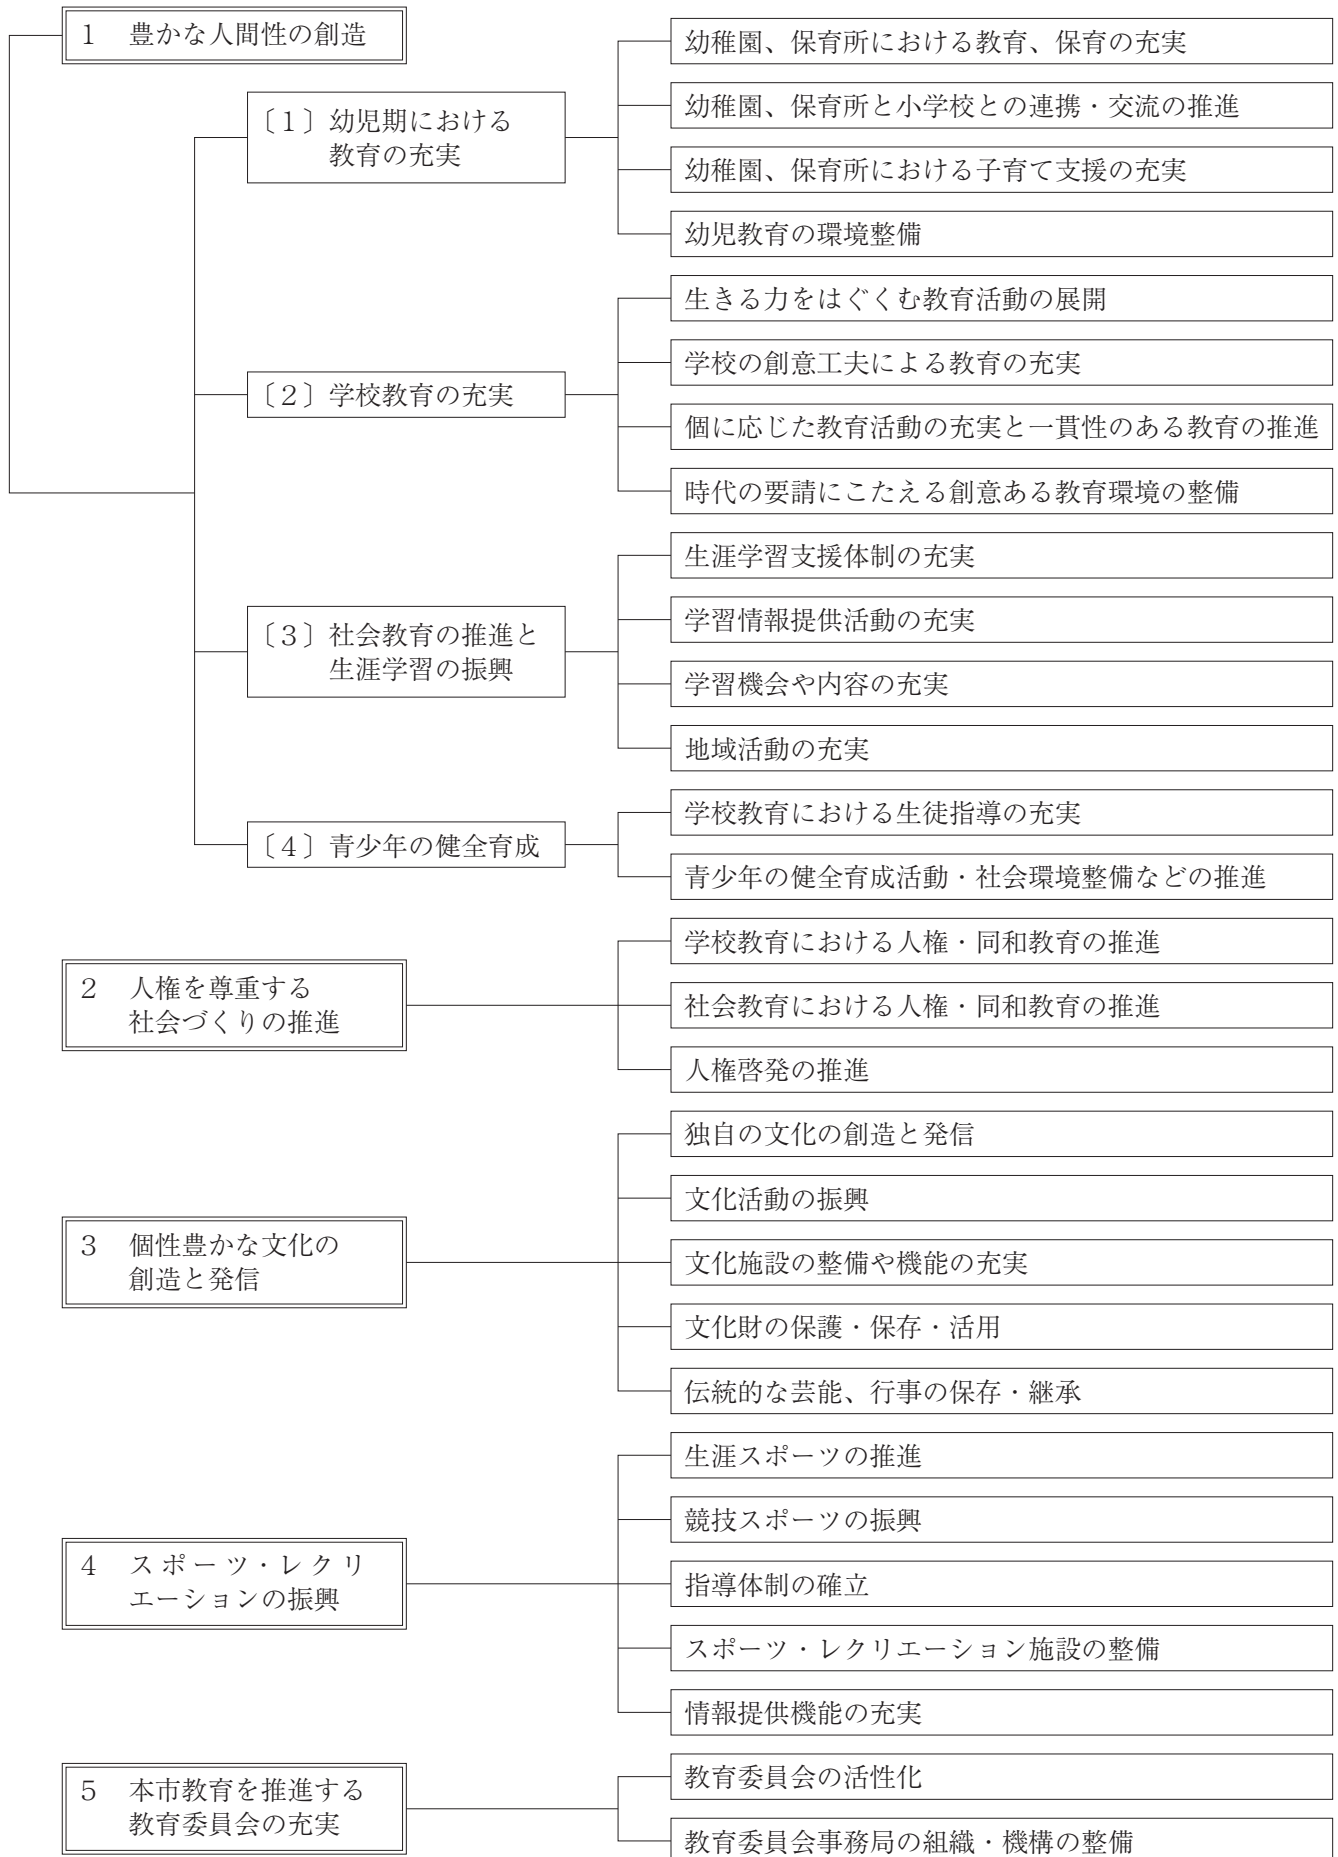 １　豊かな人間性の創造
〔１〕幼児期における
教育の充実
幼稚園、保育所における教育、保育の充実
幼稚園、保育所と小学校との連携・交流の推進
幼稚園、保育所における子育て支援の充実
幼児教育の環境整備
〔２〕学校教育の充実
生きる力をはぐくむ教育活動の展開
学校の創意工夫による教育の充実
個に応じた教育活動の充実と一貫性のある教育の推進
時代の要請にこたえる創意ある教育環境の整備
〔３〕社会教育の推進と
生涯学習の振興
生涯学習支援体制の充実
学習情報提供活動の充実
学習機会や内容の充実
地域活動の充実
〔４〕青少年の健全育成
学校教育における生徒指導の充実
青少年の健全育成活動・社会環境整備などの推進
２　人権を尊重する
社会づくりの推進
学校教育における人権・同和教育の推進
社会教育における人権・同和教育の推進
人権啓発の推進
３　個性豊かな文化の
創造と発信
独自の文化の創造と発信
文化活動の振興
文化施設の整備や機能の充実
文化財の保護・保存・活用
伝統的な芸能、行事の保存・継承
４　スポーツ・レクリ
エーションの振興
生涯スポーツの推進
競技スポーツの振興
指導体制の確立
スポーツ・レクリエーション施設の整備
情報提供機能の充実
５　本市教育を推進する
教育委員会の充実
教育委員会の活性化
教育委員会事務局の組織・機構の整備